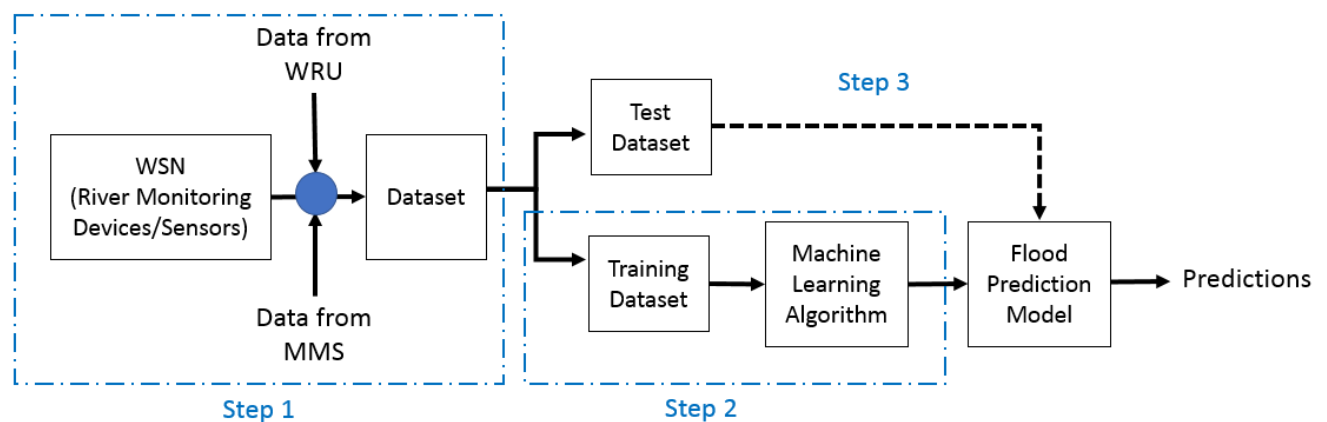 Data from
WRU
WSN
(River Monitoring
Devices/Sensors)
Dataset
Data from
MMS
Step 1
Test
Dataset
Step 3
Training
Dataset
Machine
Learning
Algorithm
Step 2
Flood
Prediction
Model
Predictions